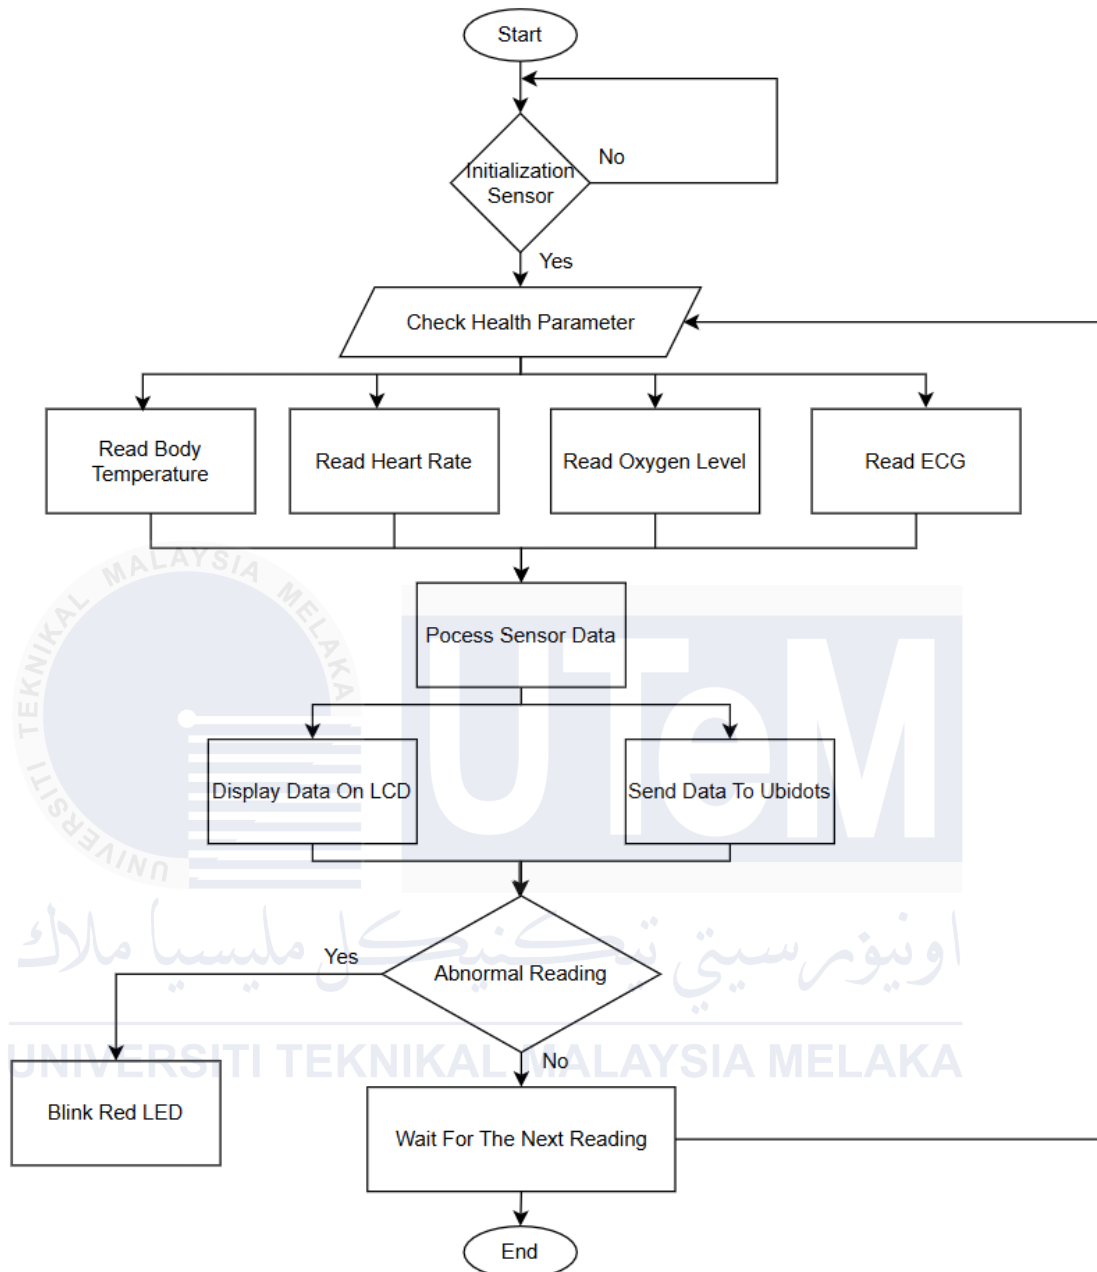 Start
No
Initialization
Sensor
Yes
Check Health Parameter
Read Body
Temperature
Read Heart Rate
Read Oxygen Level
Read ECG
UNIVERSITI TEKNIKAL MALAYSIA MELAKA
UTeM
Pocess Sensor Data
Display Data On LCD
Send Data To Ubidots
اونيۏرسيتي تيكنيكل مليسيا ملاك
Yes
Abnormal Reading
No
UNIVERSITI TEKNIKAL MALAYSIA MELAKA
Blink Red LED
Wait For The Next Reading
End